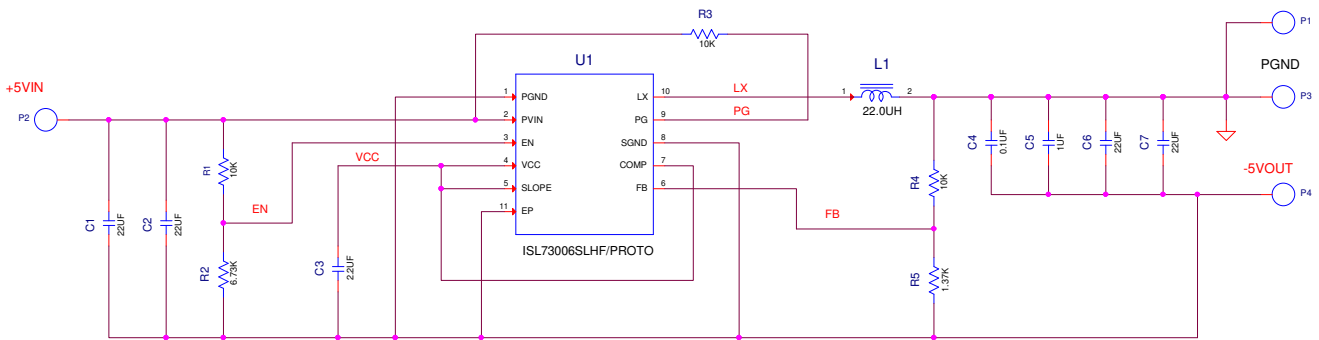 R3
10K
U1
P1
+5VIN
P2
1 PGND
2 PVIN
3 EN
4 VCC
5 SLOPE
11 EP
LX 10
PG 9
SGND 8
COMP 7
FB 6
ISL73006SLHF/PROTO
LX
PG
L1
1 2
22.0UH
PGND
P3
-5VOUT
P4
VCC
EN
FB
C1
22UF
C2
22UF
R1
10K
R2
6.73K
C3
2.2UF
R4
10K
R5
1.37K
C4
0.1UF
C5
1UF
C6
22UF
C7
22UF